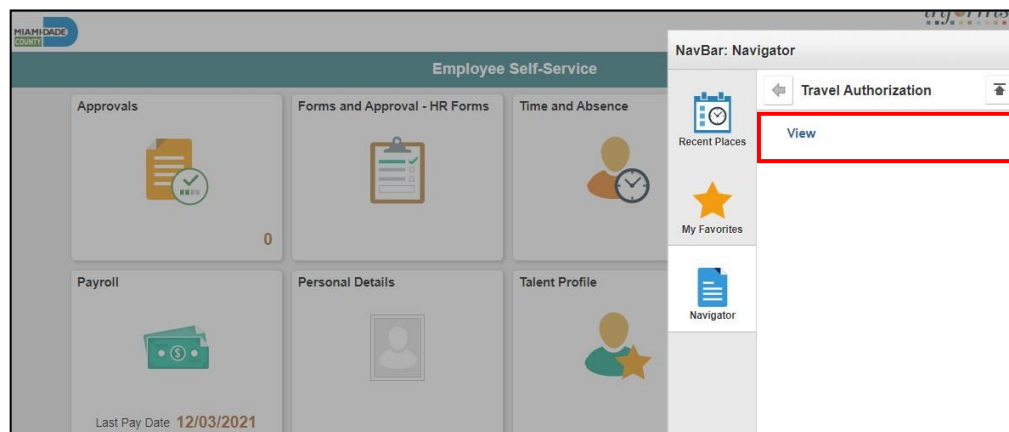 MIAMI-DADE
COUNTY
Employee Self-Service
NavBar: Navigator
Approvals
Forms and Approval - HR Forms
Time and Absence
0
Payroll
Personal Details
Talent Profile
Last Pay Date 12/03/2021
Recent Places
My Favorites
Navigator
Travel Authorization
View